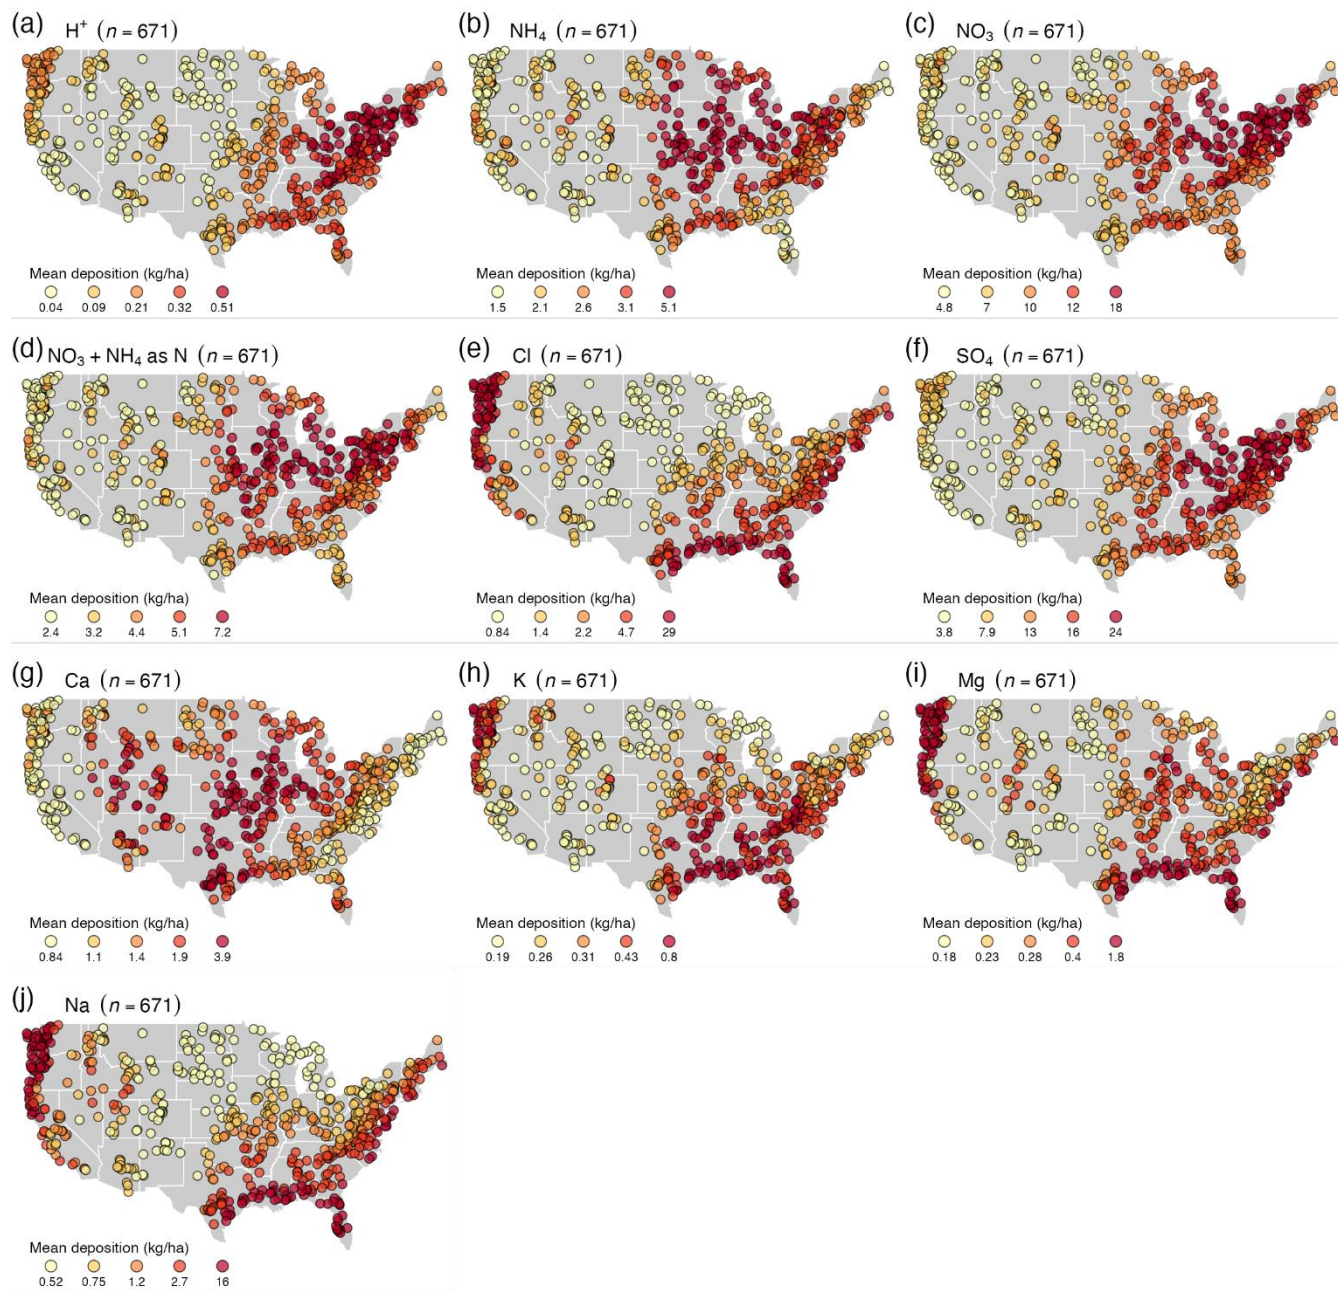 (a) H⁺ (n = 671)
Mean deposition (kg/ha)
0.04 0.09 0.21 0.32 0.51
(b) NH₄ (n = 671)
Mean deposition (kg/ha)
1.5 2.1 2.6 3.1 5.1
(c) NO₃ (n = 671)
Mean deposition (kg/ha)
4.8 7 10 12 18
(d) NO₃ + NH₄ as N (n = 671)
Mean deposition (kg/ha)
2.4 3.2 4.4 5.1 7.2
(e) Cl (n = 671)
Mean deposition (kg/ha)
0.84 1.4 2.2 4.7 29
(f) SO₄ (n = 671)
Mean deposition (kg/ha)
3.8 7.9 13 16 24
(g) Ca (n = 671)
Mean deposition (kg/ha)
0.84 1.1 1.4 1.9 3.9
(h) K (n = 671)
Mean deposition (kg/ha)
0.19 0.26 0.31 0.43 0.8
(i) Mg (n = 671)
Mean deposition (kg/ha)
0.18 0.23 0.28 0.4 1.8
(j) Na (n = 671)
Mean deposition (kg/ha)
0.52 0.75 1.2 2.7 16